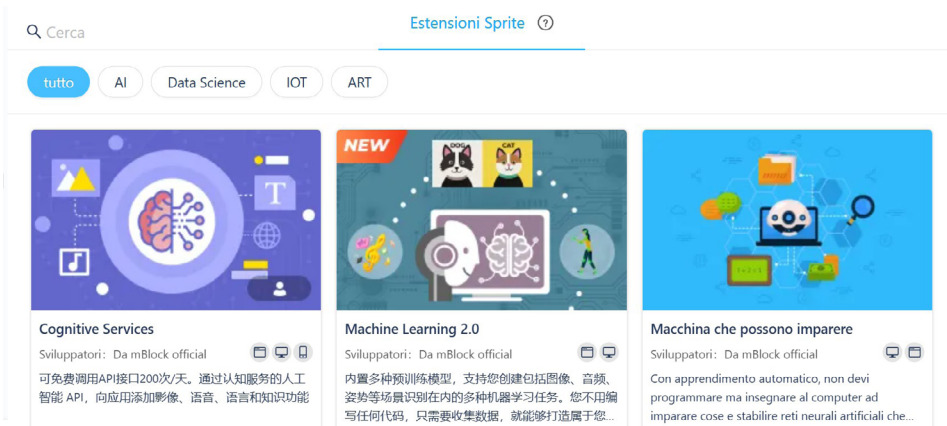 Cerca
Estensioni Sprite ?
tutto
AI
Data Science
IOT
ART
T
NEW
DOG
CAT
Cognitive Services
Sviluppatori: Da mBlock official
可免费调用API接口200次/天。通过认知服务的人工
智能 API，向应用添加影像、语音、语言和知识功能
Machine Learning 2.0
Sviluppatori: Da mBlock official
内置多种预训练模型，支持您创建包括图像、音频、
姿势等场景识别在内的多种机器学习任务。您不用编
写任何代码，只需要收集数据，就能够打造属于您...
Macchina che possono imparere
Sviluppatori: Da mBlock official
Con apprendimento automatico, non devi
programmare ma insegnare al computer ad
imparare cose e stabilire reti neurali artificiali che...